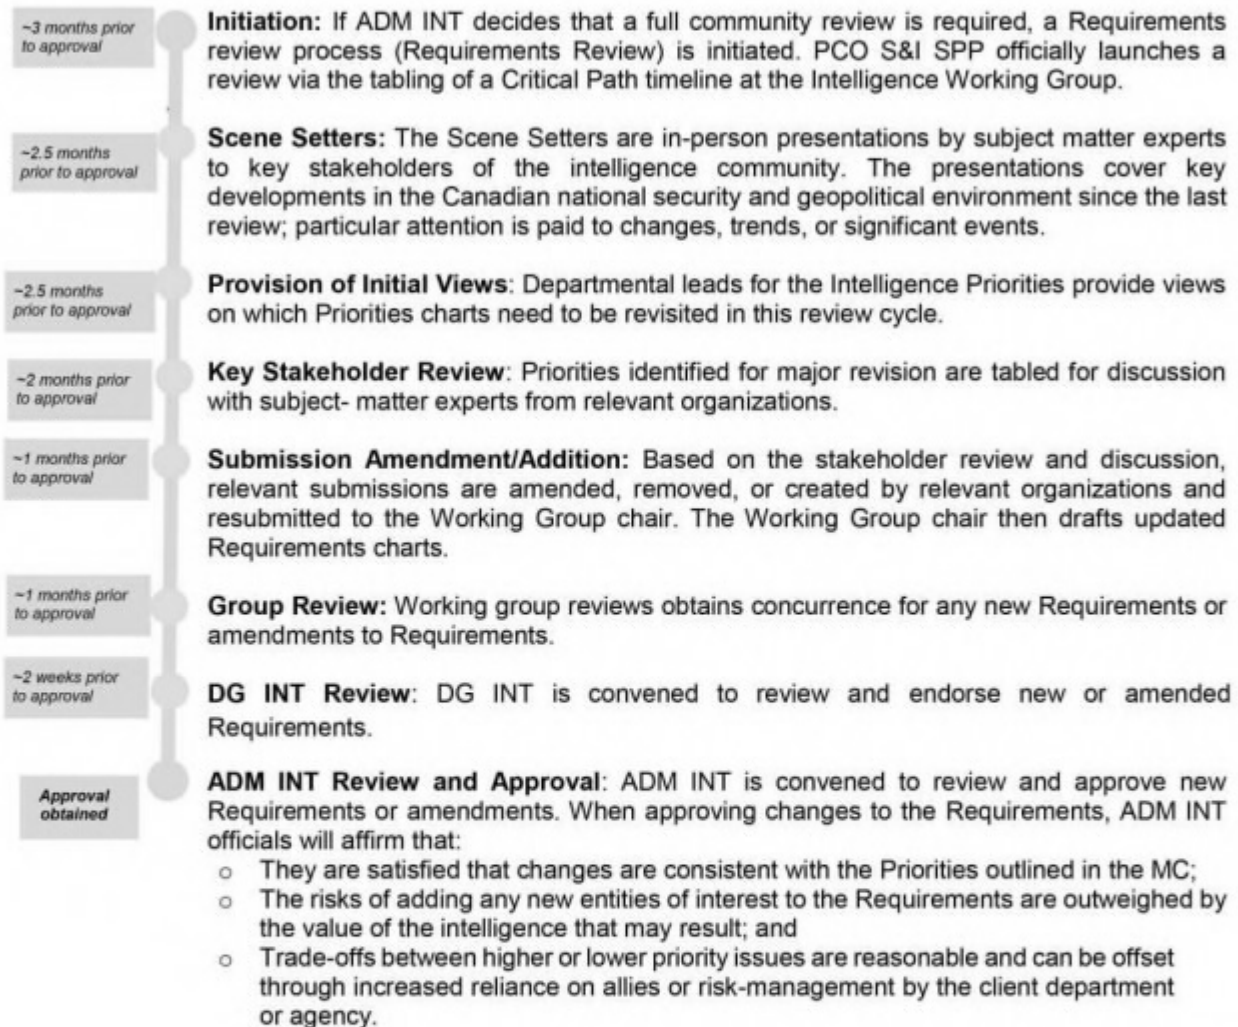 ~3 months prior
to approval
Initiation: If ADM INT decides that a full community review is required, a Requirements
review process (Requirements Review) is initiated. PCO S&I SPP officially launches a
review via the tabling of a Critical Path timeline at the Intelligence Working Group.
~2.5 months
prior to approval
Scene Setters: The Scene Setters are in-person presentations by subject matter experts
to key stakeholders of the intelligence community. The presentations cover key
developments in the Canadian national security and geopolitical environment since the last
review; particular attention is paid to changes, trends, or significant events.
~2.5 months
prior to approval
Provision of Initial Views: Departmental leads for the Intelligence Priorities provide views
on which Priorities charts need to be revisited in this review cycle.
~2 months prior
to approval
Key Stakeholder Review: Priorities identified for major revision are tabled for discussion
with subject- matter experts from relevant organizations.
~1 months prior
to approval
Submission Amendment/Addition: Based on the stakeholder review and discussion,
relevant submissions are amended, removed, or created by relevant organizations and
resubmitted to the Working Group chair. The Working Group chair then drafts updated
Requirements charts.
~1 months prior
to approval
Group Review: Working group reviews obtains concurrence for any new Requirements or
amendments to Requirements.
~2 weeks prior
to approval
DG INT Review: DG INT is convened to review and endorse new or amended
Requirements.
Approval
obtained
ADM INT Review and Approval: ADM INT is convened to review and approve new
Requirements or amendments. When approving changes to the Requirements, ADM INT
officials will affirm that:
o They are satisfied that changes are consistent with the Priorities outlined in the MC;
o The risks of adding any new entities of interest to the Requirements are outweighed by
the value of the intelligence that may result; and
o Trade-offs between higher or lower priority issues are reasonable and can be offset
through increased reliance on allies or risk-management by the client department
or agency.